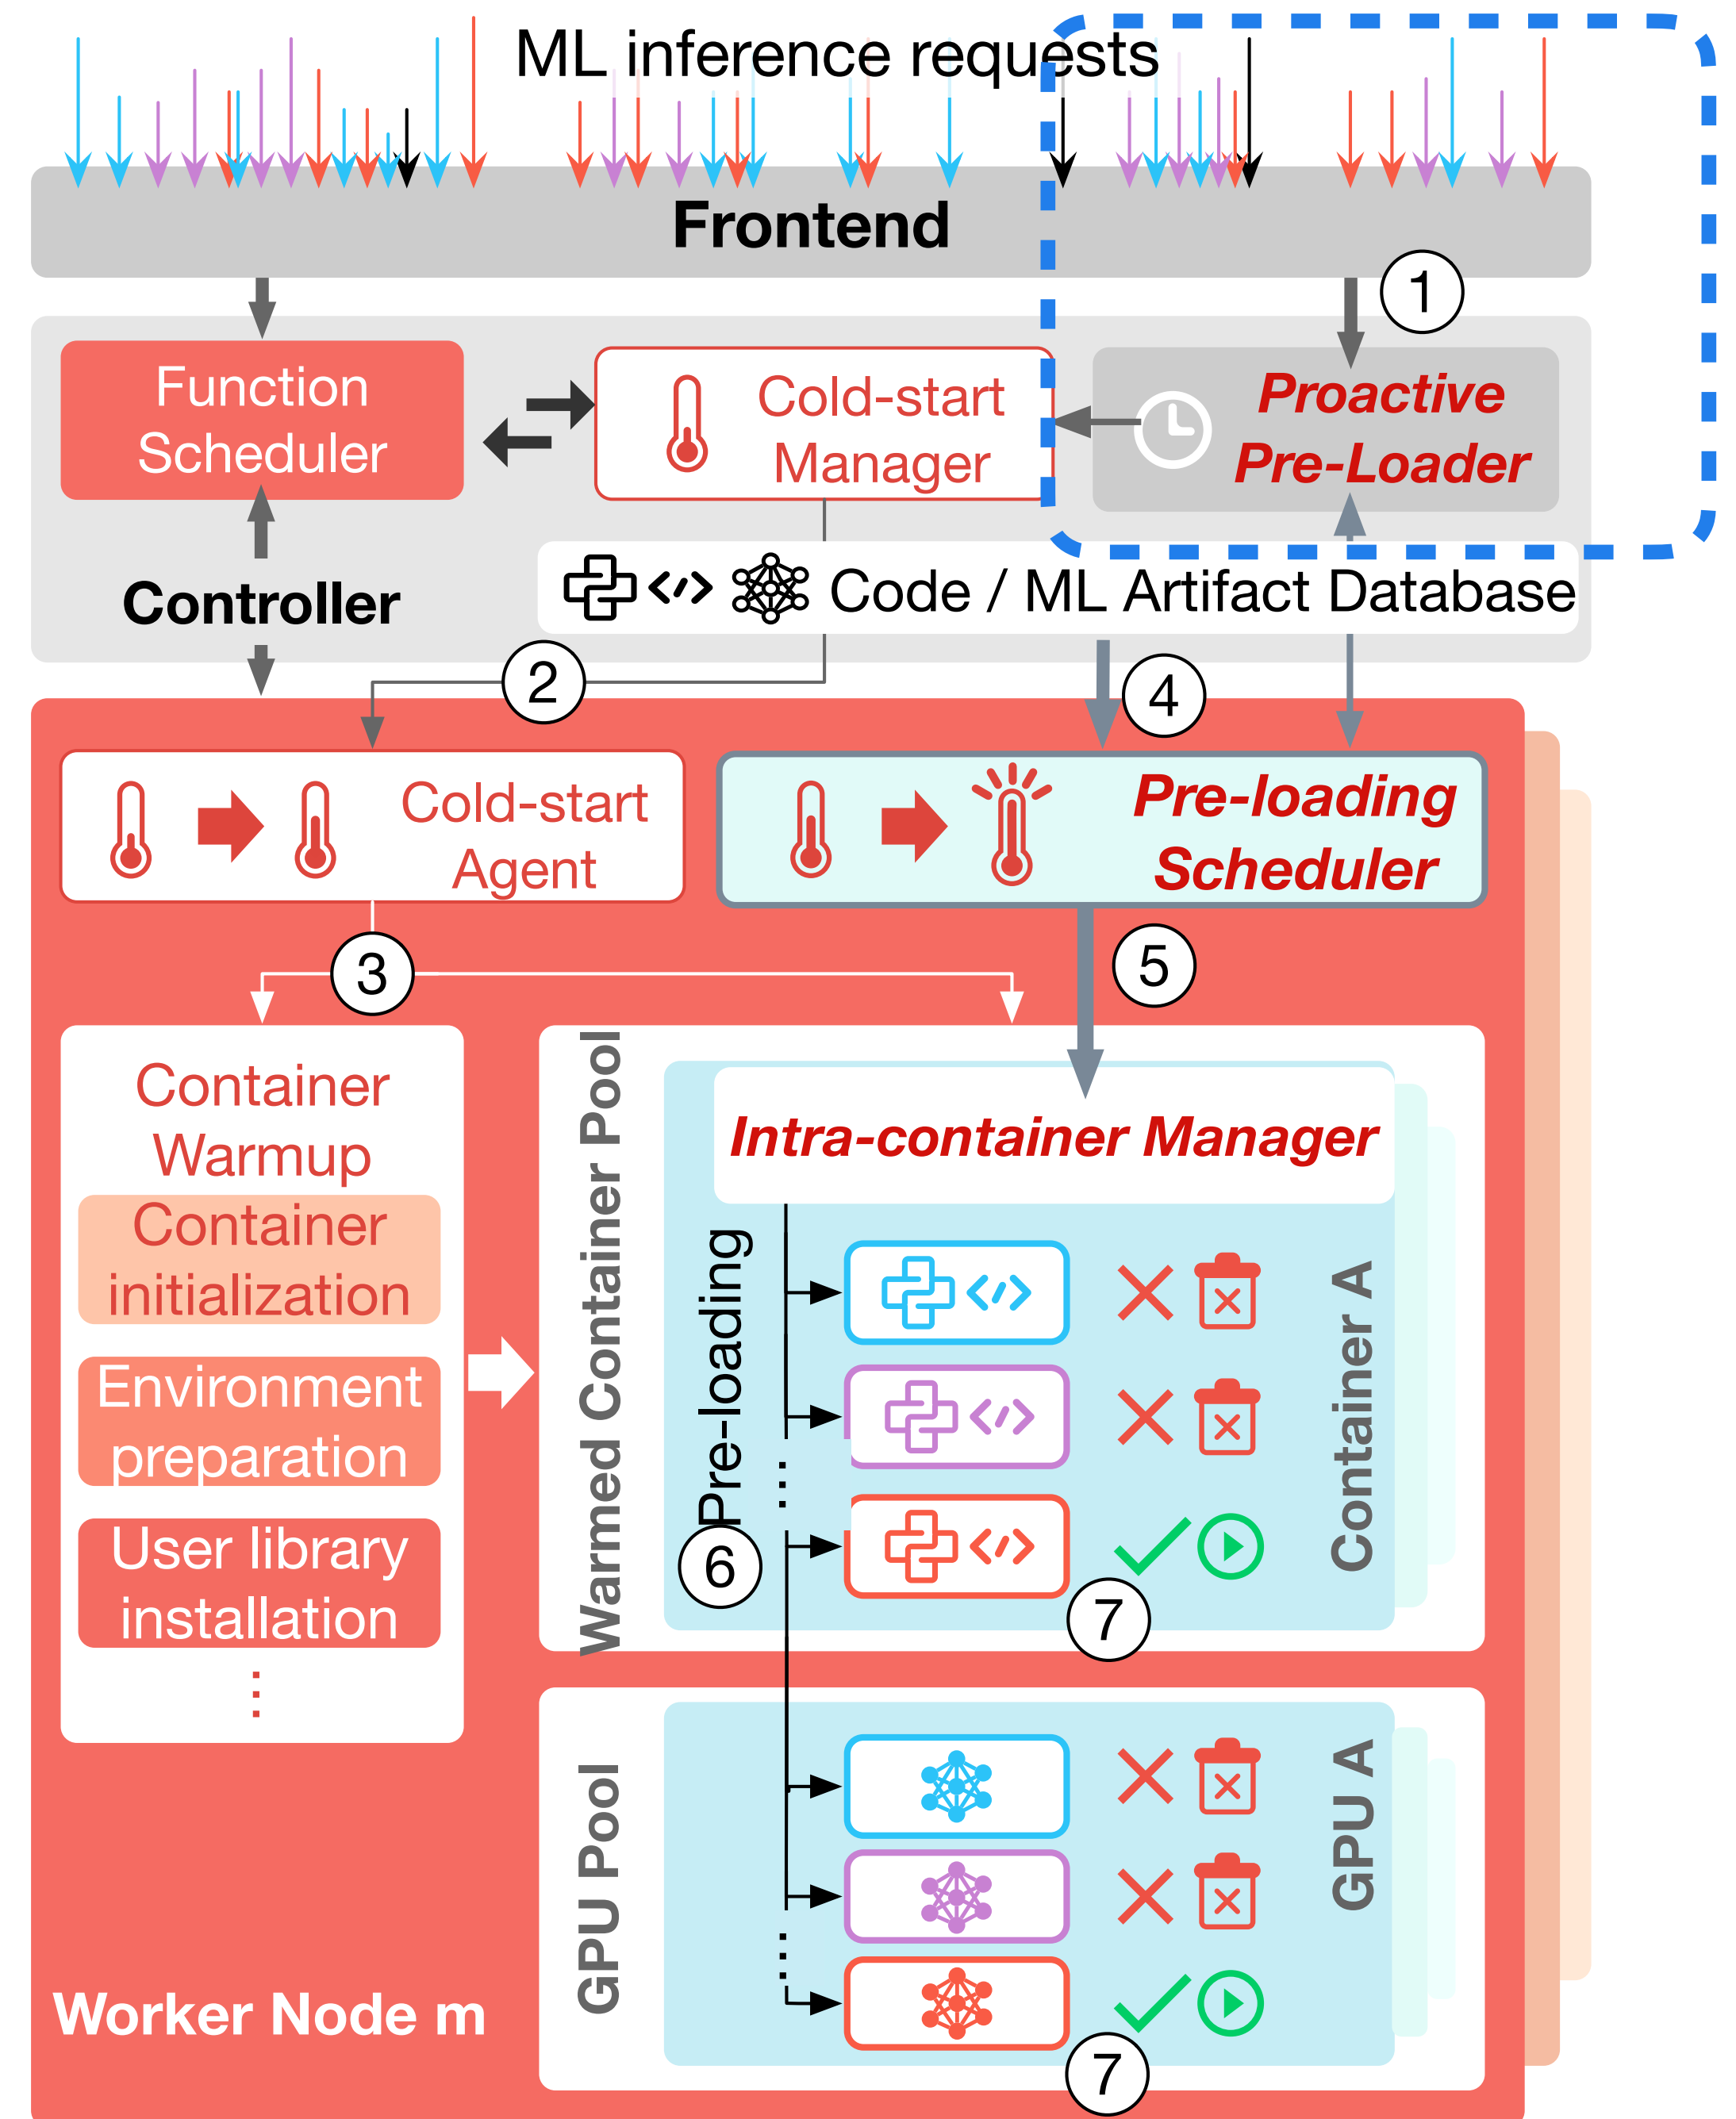 ML inference requests
Frontend
1
Function
Scheduler
Cold-start
Manager
Proactive
Pre-Loader
Controller
Code / ML Artifact Database
2
4
Cold-start
Agent
Pre-loading
Scheduler
3
5
Container
Warmup
Container
initialization
Environment
preparation
User library
installation
⋮
Warmed Container Pool
Intra-container Manager
Pre-loading
6
Container A
7
GPU Pool
GPU A
7
Worker Node m